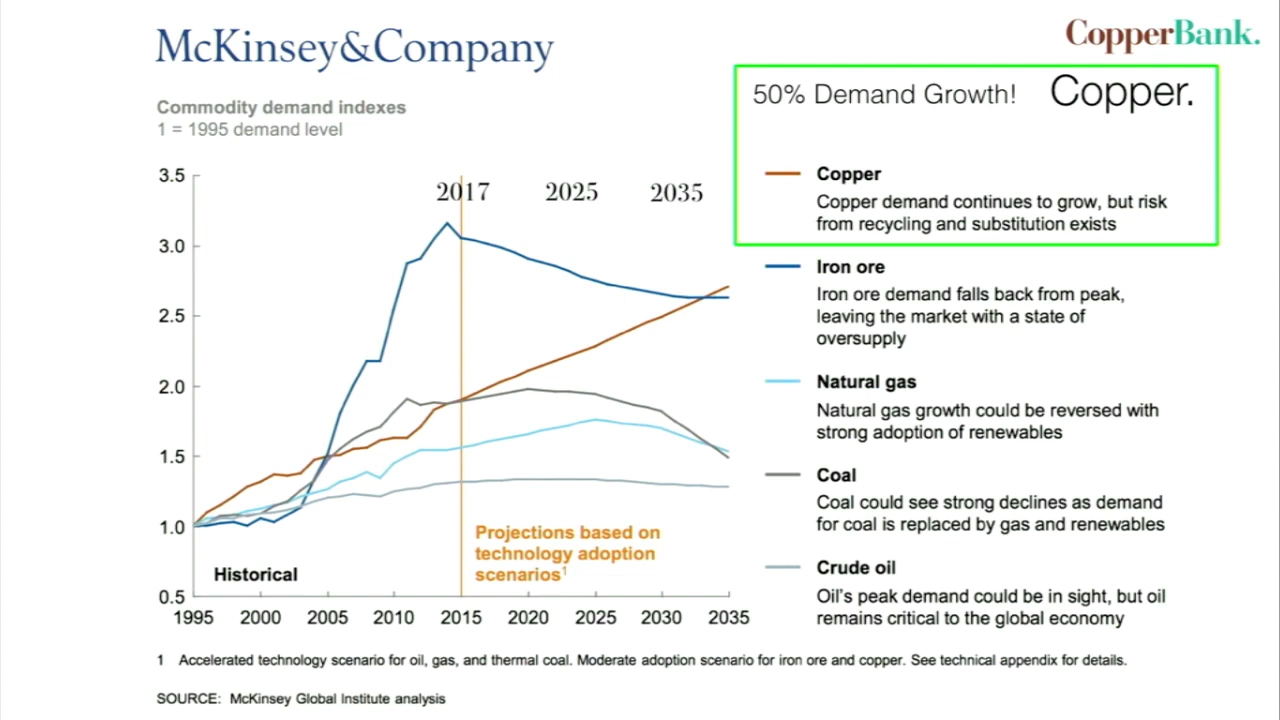 McKinsey&Company
CopperBank.
50% Demand Growth! Copper.
Commodity demand indexes
1 = 1995 demand level
3.5
3.0
2.5
2.0
1.5
1.0
0.5
2017 2025 2035
Historical
Projections based on
technology adoption
scenarios1
1995 2000 2005 2010 2015 2020 2025 2030 2035
Copper
Copper demand continues to grow, but risk
from recycling and substitution exists
Iron ore
Iron ore demand falls back from peak,
leaving the market with a state of
oversupply
Natural gas
Natural gas growth could be reversed with
strong adoption of renewables
Coal
Coal could see strong declines as demand
for coal is replaced by gas and renewables
Crude oil
Oil's peak demand could be in sight, but oil
remains critical to the global economy
1 Accelerated technology scenario for oil, gas, and thermal coal. Moderate adoption scenario for iron ore and copper. See technical appendix for details.
SOURCE: McKinsey Global Institute analysis